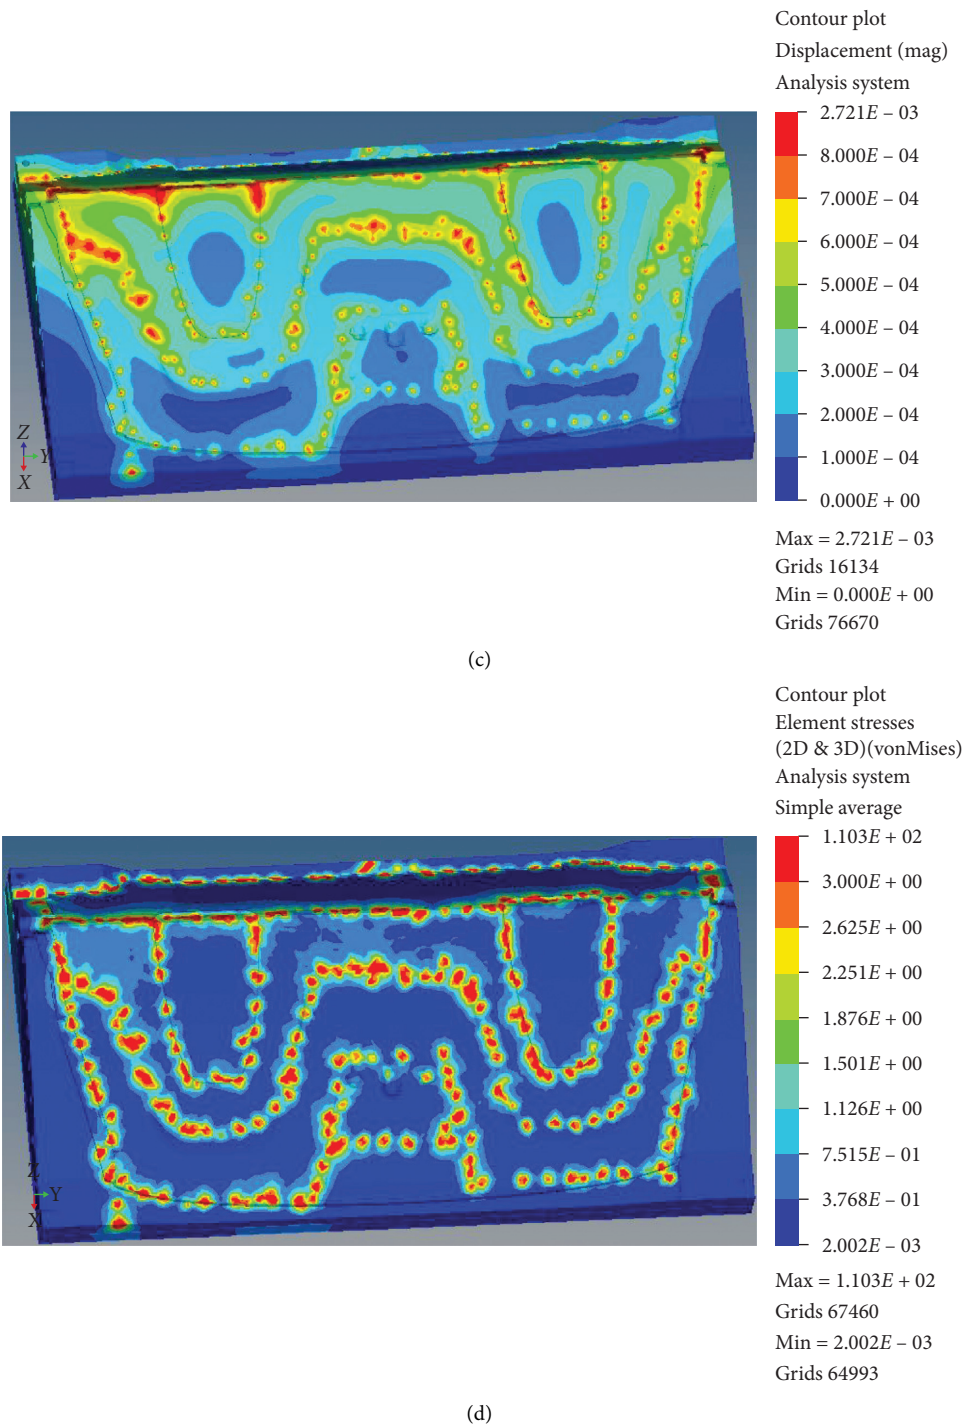 Contour plot
Displacement (mag)
Analysis system
2.721E – 03
8.000E – 04
7.000E – 04
6.000E – 04
5.000E – 04
4.000E – 04
3.000E – 04
2.000E – 04
1.000E – 04
0.000E + 00
Z
Y
X
Max = 2.721E – 03
Grids 16134
Min = 0.000E + 00
Grids 76670
(c)
Contour plot
Element stresses
(2D & 3D)(vonMises)
Analysis system
Simple average
1.103E + 02
3.000E + 00
2.625E + 00
2.251E + 00
1.876E + 00
1.501E + 00
1.126E + 00
7.515E – 01
3.768E – 01
2.002E – 03
Z
Y
X
Max = 1.103E + 02
Grids 67460
Min = 2.002E – 03
Grids 64993
(d)